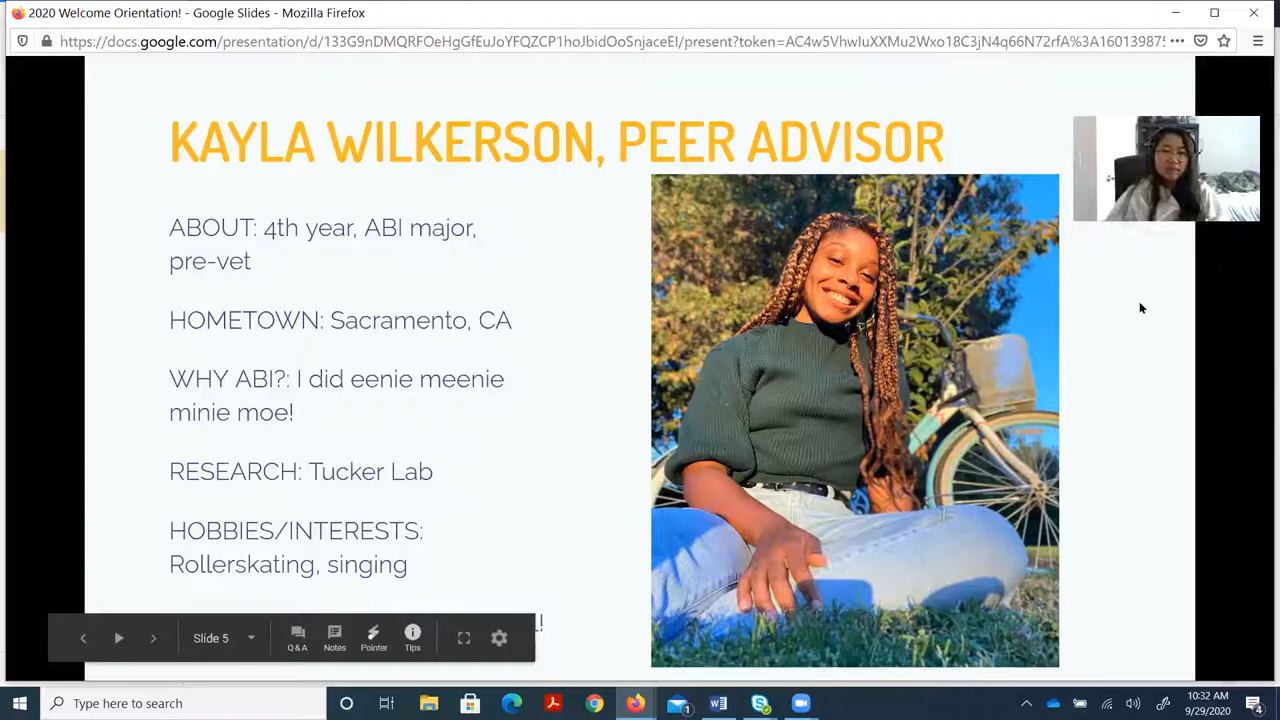 2020 Welcome Orientation! - Google Slides - Mozilla Firefox
https://docs.google.com/presentation/d/133G9nDMQRFOeHgGfEuJoYFQZCP1hoJbidOoSnjaceEI/present?token=AC4w5VhwIuXXMu2Wxo18C3jN4q66N72rfA%3A160139875
KAYLA WILKERSON, PEER ADVISOR
ABOUT: 4th year, ABI major,
pre-vet
HOMETOWN: Sacramento, CA
WHY ABI?: I did eenie meenie
minie moe!
RESEARCH: Tucker Lab
HOBBIES/INTERESTS:
Rollerskating, singing
Slide 5
Q & A Notes Pointer Tips
Type here to search
1
10:32 AM
9/29/2020
4